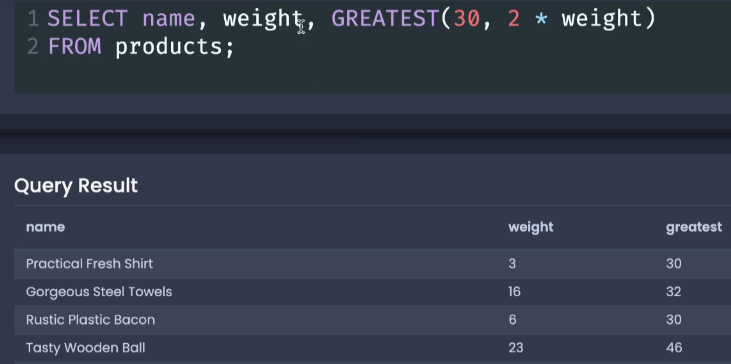 1 SELECT name, weight, GREATEST(30, 2 * weight)
2 FROM products;
Query Result
name weight greatest
Practical Fresh Shirt 3 30
Gorgeous Steel Towels 16 32
Rustic Plastic Bacon 6 30
Tasty Wooden Ball 23 46